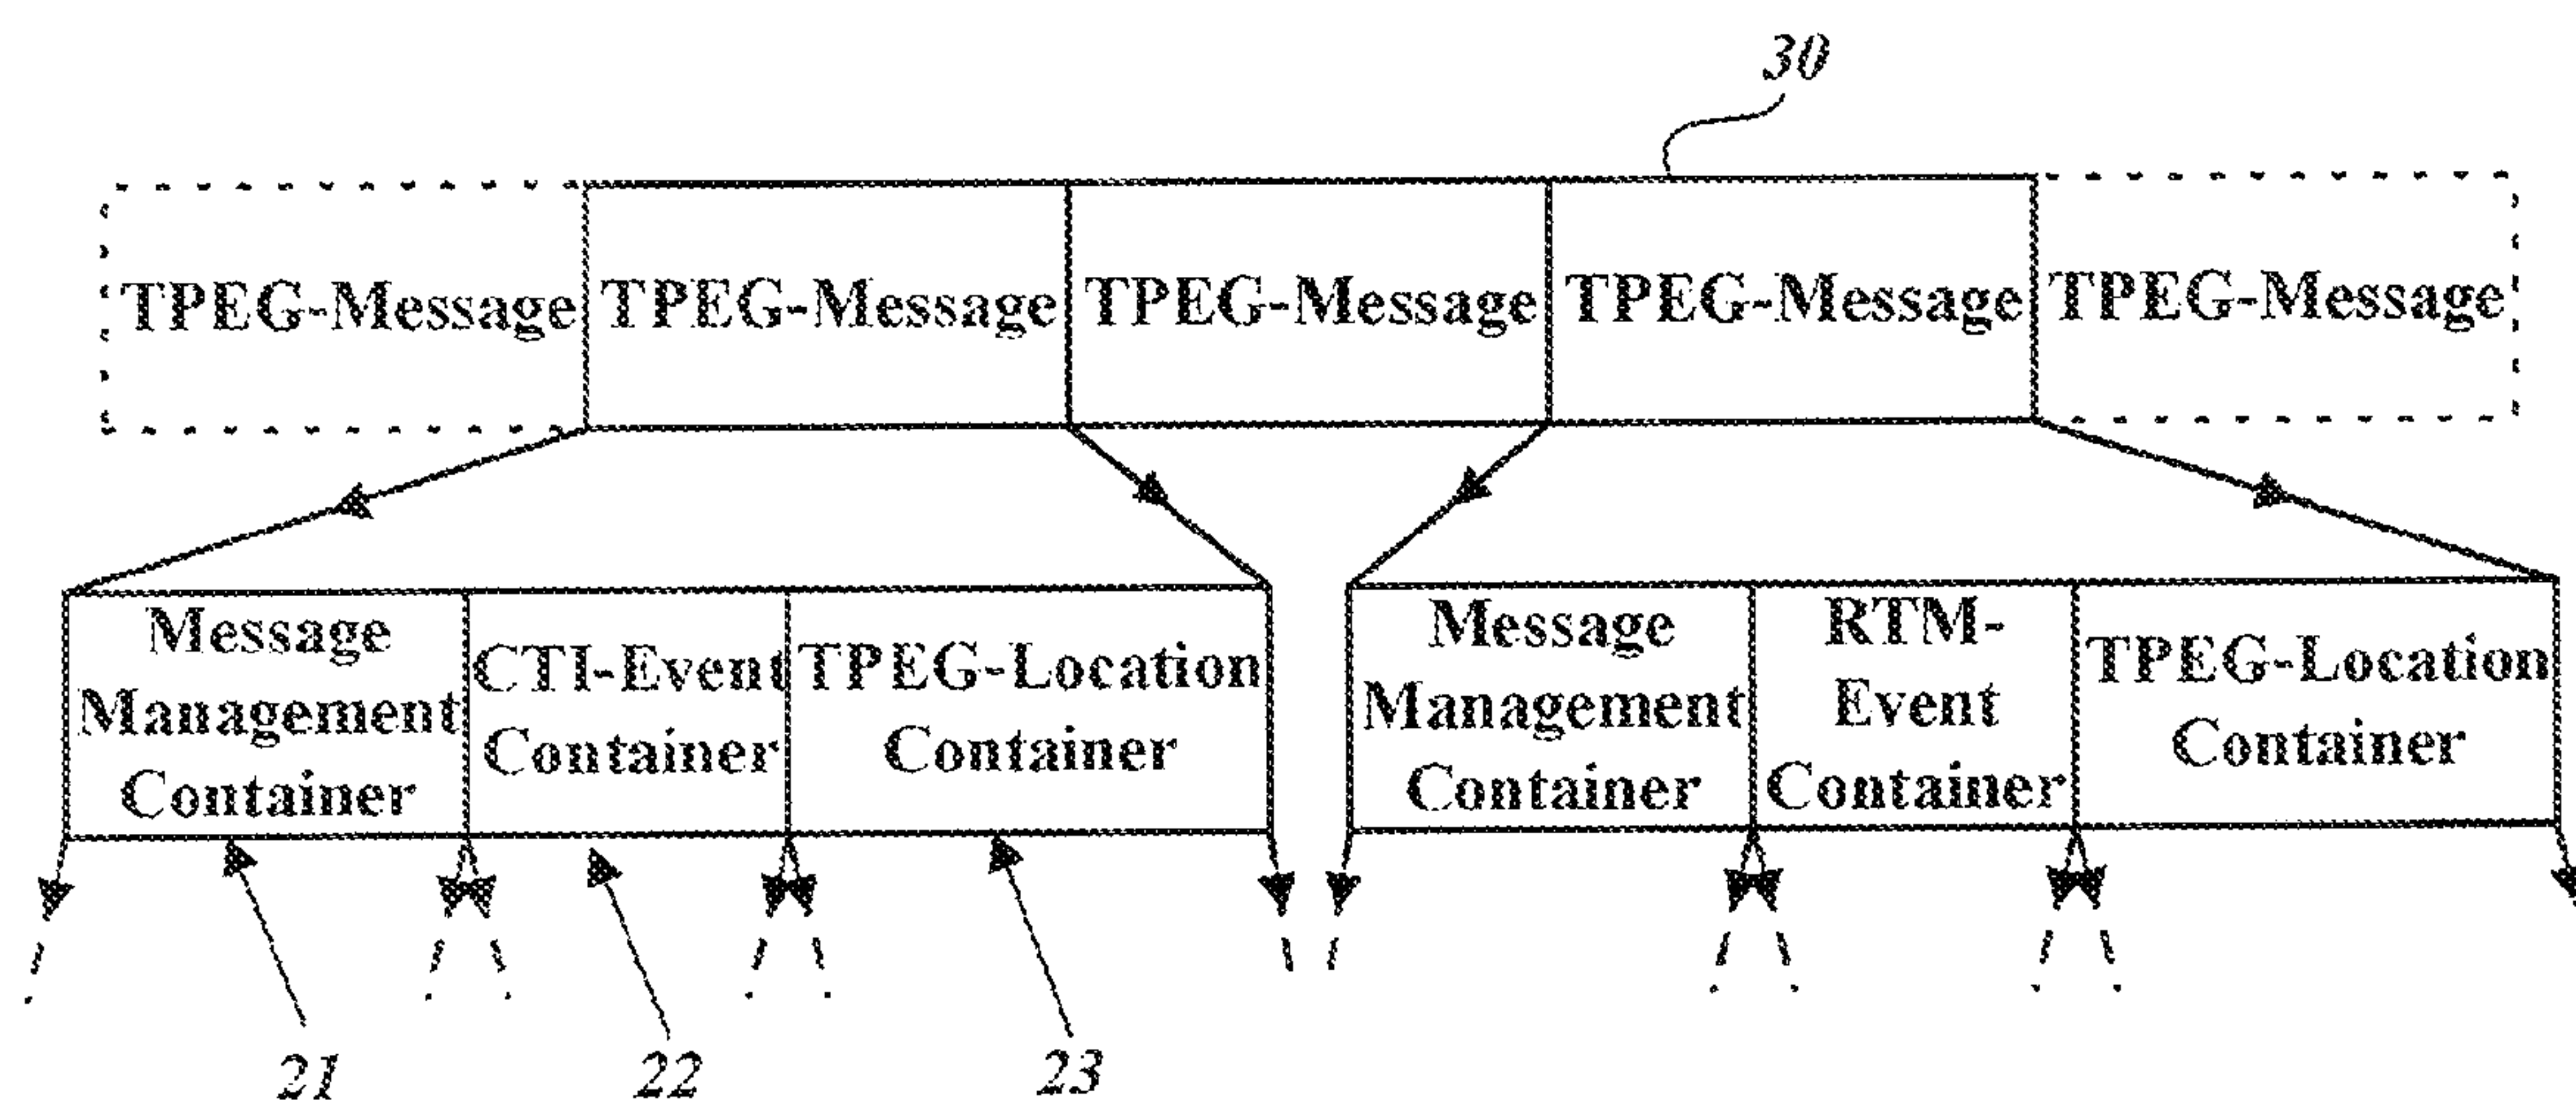 30
TPEG-Message TPEG-Message TPEG-Message TPEG-Message TPEG-Message
Message
Management
Container
CTI-Event
Container
TPEG-Location
Container
Message
Management
Container
RTM-
Event
Container
TPEG-Location
Container
21 22 23